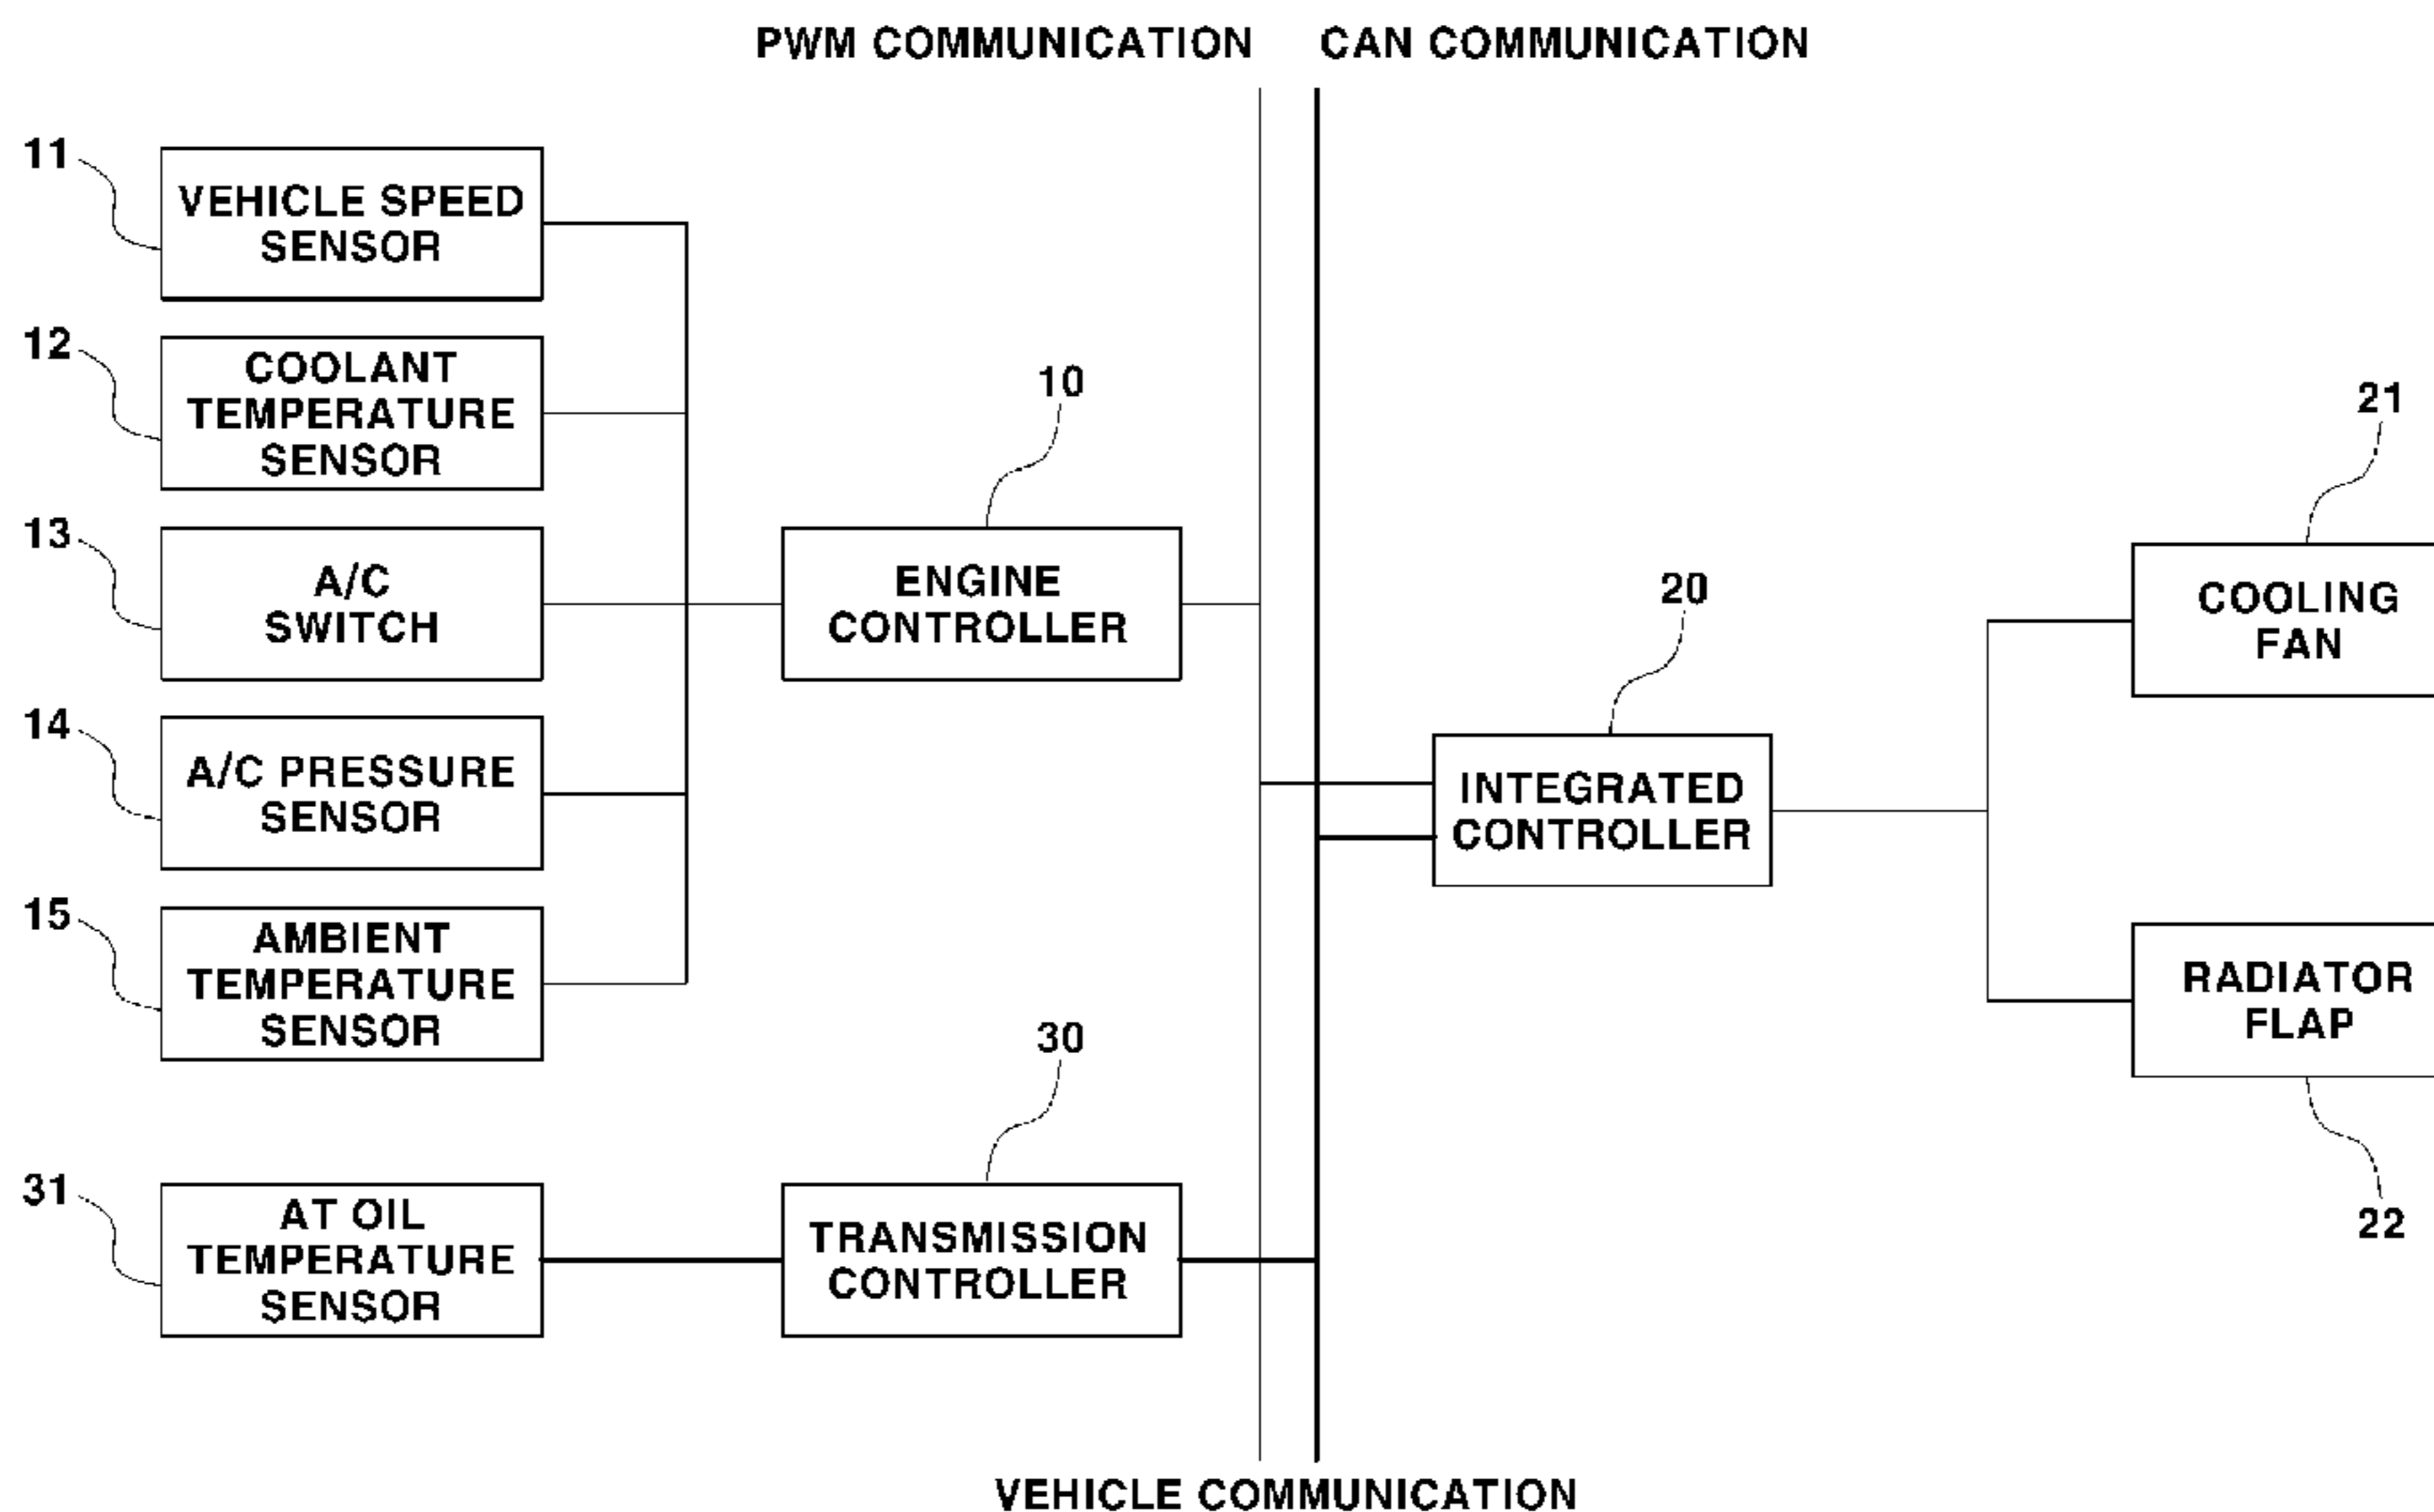 PWM COMMUNICATION
CAN COMMUNICATION
11
VEHICLE SPEED
SENSOR
12
COOLANT
TEMPERATURE
SENSOR
13
A/C
SWITCH
14
A/C PRESSURE
SENSOR
15
AMBIENT
TEMPERATURE
SENSOR
31
AT OIL
TEMPERATURE
SENSOR
10
ENGINE
CONTROLLER
30
TRANSMISSION
CONTROLLER
20
INTEGRATED
CONTROLLER
21
COOLING
FAN
RADIATOR
FLAP
22
VEHICLE COMMUNICATION